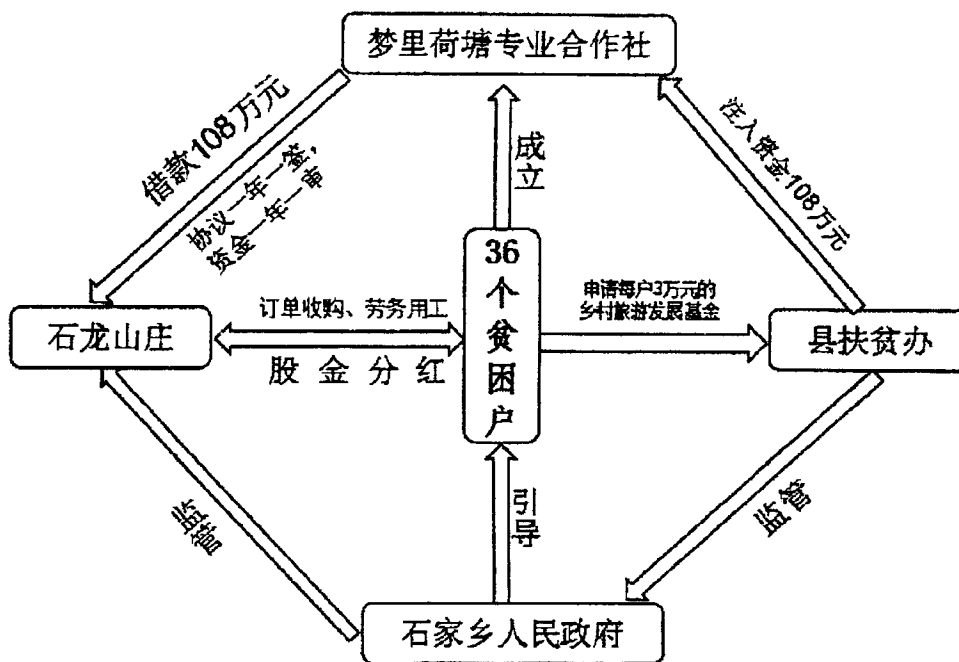 梦里荷塘专业合作社
借款108万元
协议一年一签，
资金一年一审
成立
注入资金108万元
石龙山庄
订单收购、劳务用工
股金分红
36个贫困户
申请每户3万元的
乡村旅游发展基金
县扶贫办
监管
引导
监管
石家乡人民政府